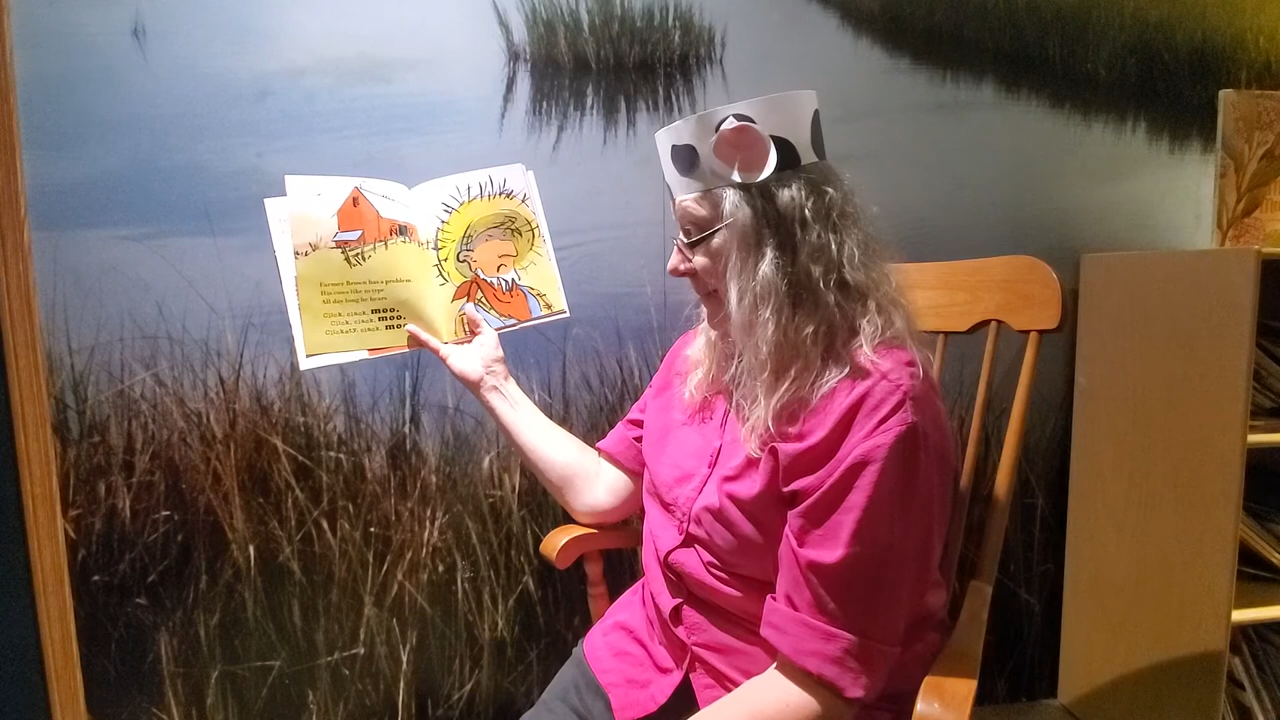 Farmer Brown has a problem.
His cows like to type.
All day long he hears
Click, clack, moo.
Click, clack, moo.
Clickety, clack, moo